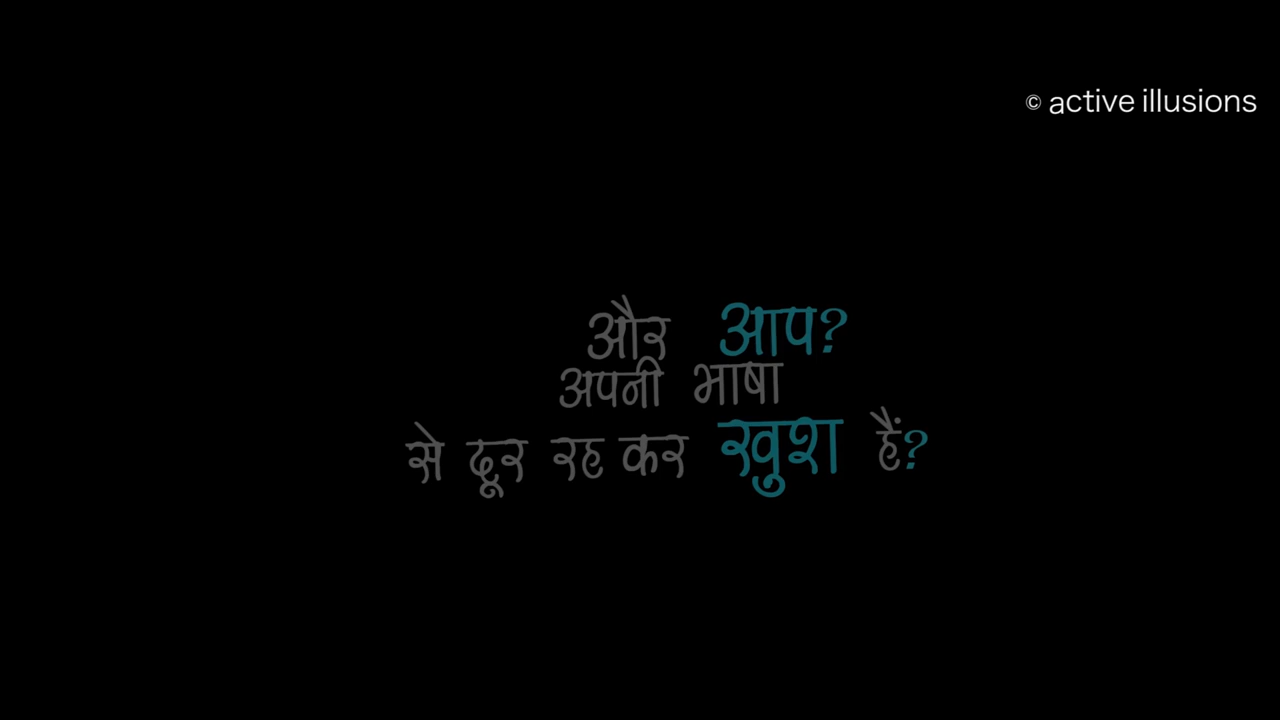 © active illusions
और आप?
अपनी भाषा
से दूर रह कर खुश हैं?